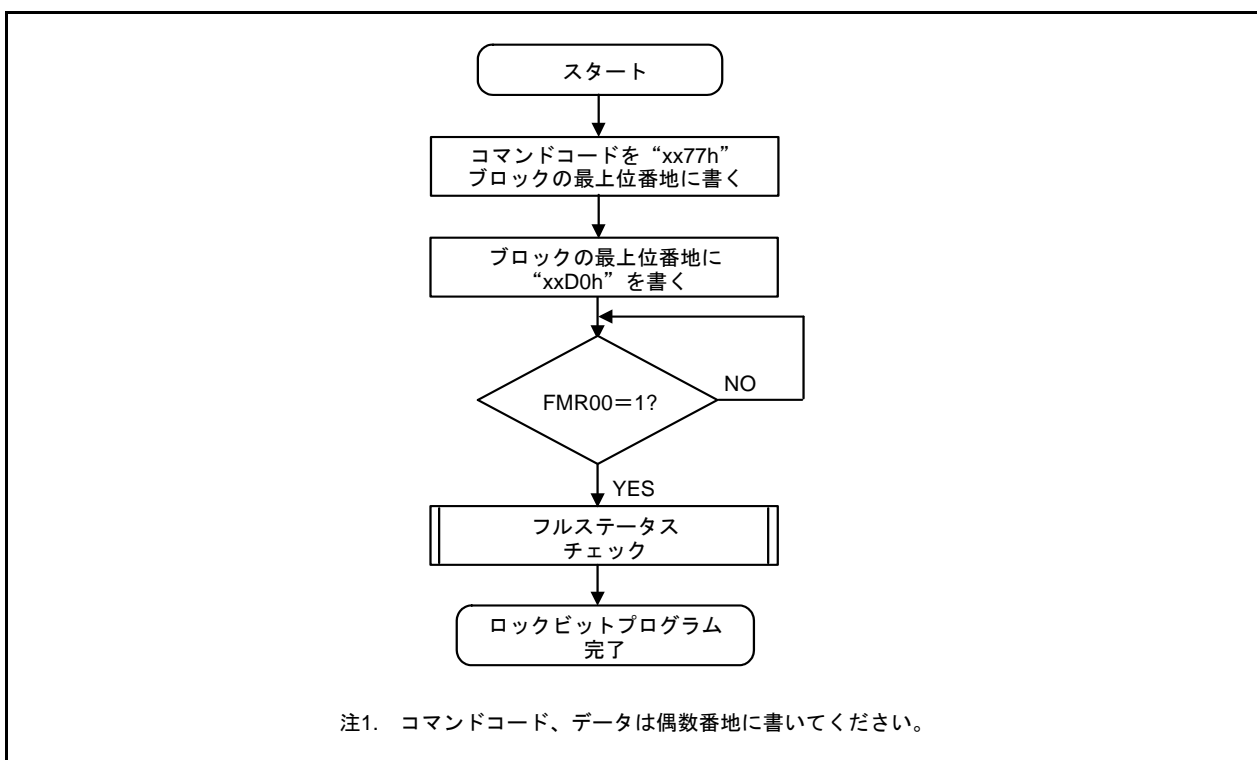 スタート
コマンドコードを“xx77h”
ブロックの最上位番地に書く
ブロックの最上位番地に
“xxD0h”を書く
FMR00＝1?
NO
YES
フルステータス
チェック
ロックビットプログラム
完了
注1. コマンドコード、データは偶数番地に書いてください。